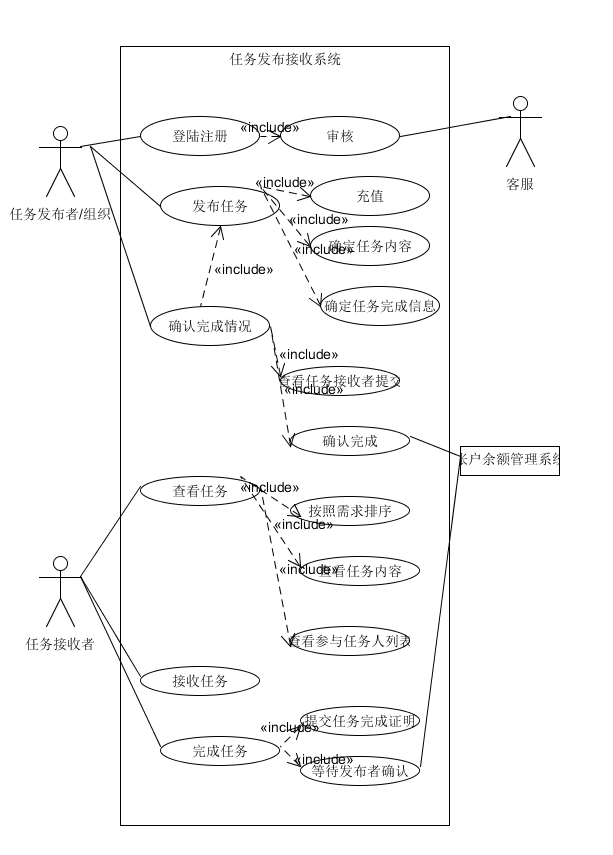 任务发布接收系统
登陆注册
«include»
审核
客服
任务发布者/组织
发布任务
«include»
充值
«include»
确定任务内容
«include»
确定任务完成信息
«include»
确认完成情况
«include»
查看任务接收者提交
«include»
确认完成
账户余额管理系统
查看任务
«include»
按照需求排序
«include»
查看任务内容
«include»
查看参与任务人列表
任务接收者
接收任务
提交任务完成证明
«include»
完成任务
«include»
等待发布者确认